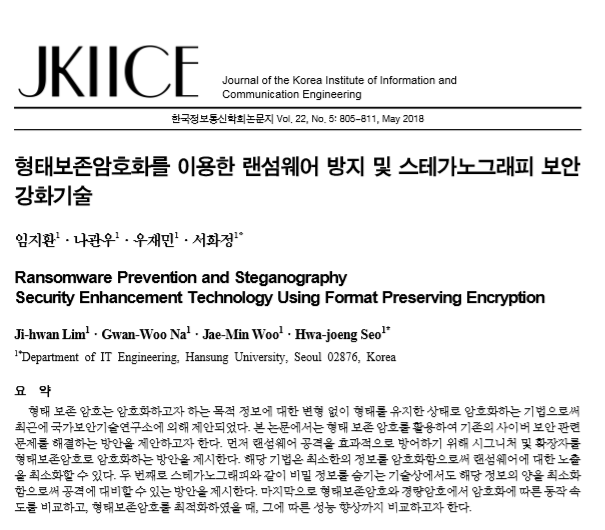 JKIICE
Journal of the Korea Institute of Information and
Communication Engineering
한국정보통신학회논문지 Vol. 22, No. 5: 805~811, May 2018
형태보존암호화를 이용한 랜섬웨어 방지 및 스테가노그래피 보안
강화기술
임지환¹ · 나관우¹ · 우재민¹ · 서화정¹*
Ransomware Prevention and Steganography
Security Enhancement Technology Using Format Preserving Encryption
Ji-hwan Lim¹ · Gwan-Woo Na¹ · Jae-Min Woo¹ · Hwa-joeng Seo¹*
¹*Department of IT Engineering, Hansung University, Seoul 02876, Korea
요 약
형태 보존 암호는 암호화하고자 하는 목적 정보에 대한 변형 없이 형태를 유지한 상태로 암호화하는 기법으로써
최근에 국가보안기술연구소에 의해 제안되었다. 본 논문에서는 형태 보존 암호를 활용하여 기존의 사이버 보안 관련
문제를 해결하는 방안을 제안하고자 한다. 먼저 랜섬웨어 공격을 효과적으로 방어하기 위해 시그니처 및 확장자를
형태보존암호로 암호화하는 방안을 제시한다. 해당 기법은 최소한의 정보를 암호화함으로써 랜섬웨어에 대한 노출
을 최소화할 수 있다. 두 번째로 스테가노그래피와 같이 비밀 정보를 숨기는 기술상에서도 해당 정보의 양을 최소화
함으로써 공격에 대비할 수 있는 방안을 제시한다. 마지막으로 형태보존암호와 경량암호에서 암호화에 따른 동작 속
도를 비교하고, 형태보존암호를 최적화하였을 때, 그에 따른 성능 향상까지 비교하고자 한다.